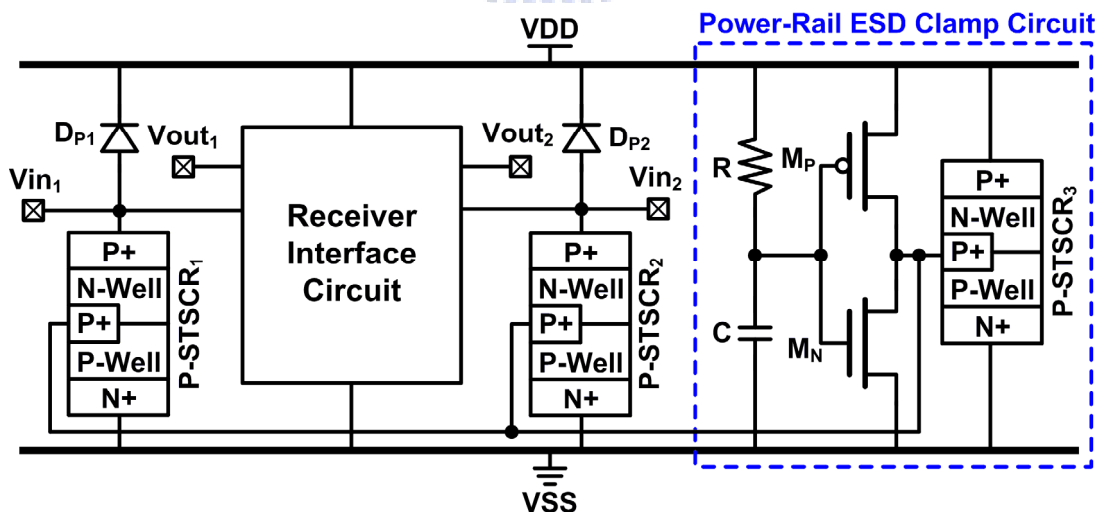 Power-Rail ESD Clamp Circuit
VDD
DP1
Vout1
Vout2
DP2
Vin1
Vin2
Receiver
Interface
Circuit
P+
N-Well
P+
P-Well
N+
P-STSCR1
P+
N-Well
P+
P-Well
N+
P-STSCR2
R
C
MP
MN
P+
N-Well
P+
P-Well
N+
P-STSCR3
VSS